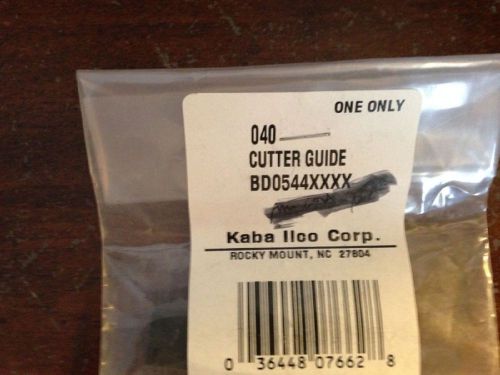 ONE ONLY
040
CUTTER GUIDE
BD0544XXXX
Kaba Ilco Corp.
ROCKY MOUNT, NC 27804
0 36448 07662 8